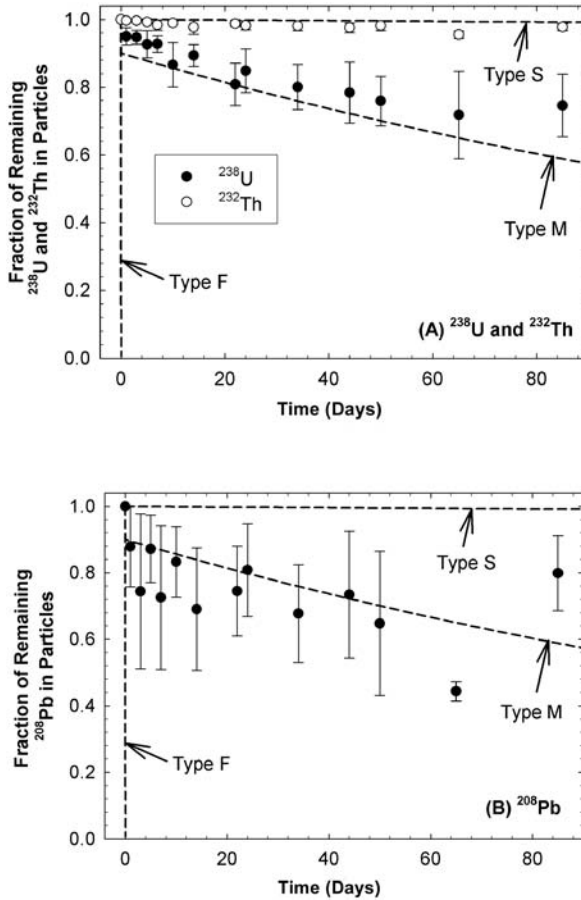 Fraction of Remaining
²³⁸U and ²³²Th in Particles
1.0
0.8
0.6
0.4
0.2
0.0
Type S
²³⁸U
²³²Th
Type M
Type F
(A) ²³⁸U and ²³²Th
0 20 40 60 80
Time (Days)
Fraction of Remaining
²⁰⁸Pb in Particles
1.0
0.8
0.6
0.4
0.2
0.0
Type S
Type M
Type F
(B) ²⁰⁸Pb
0 20 40 60 80
Time (Days)